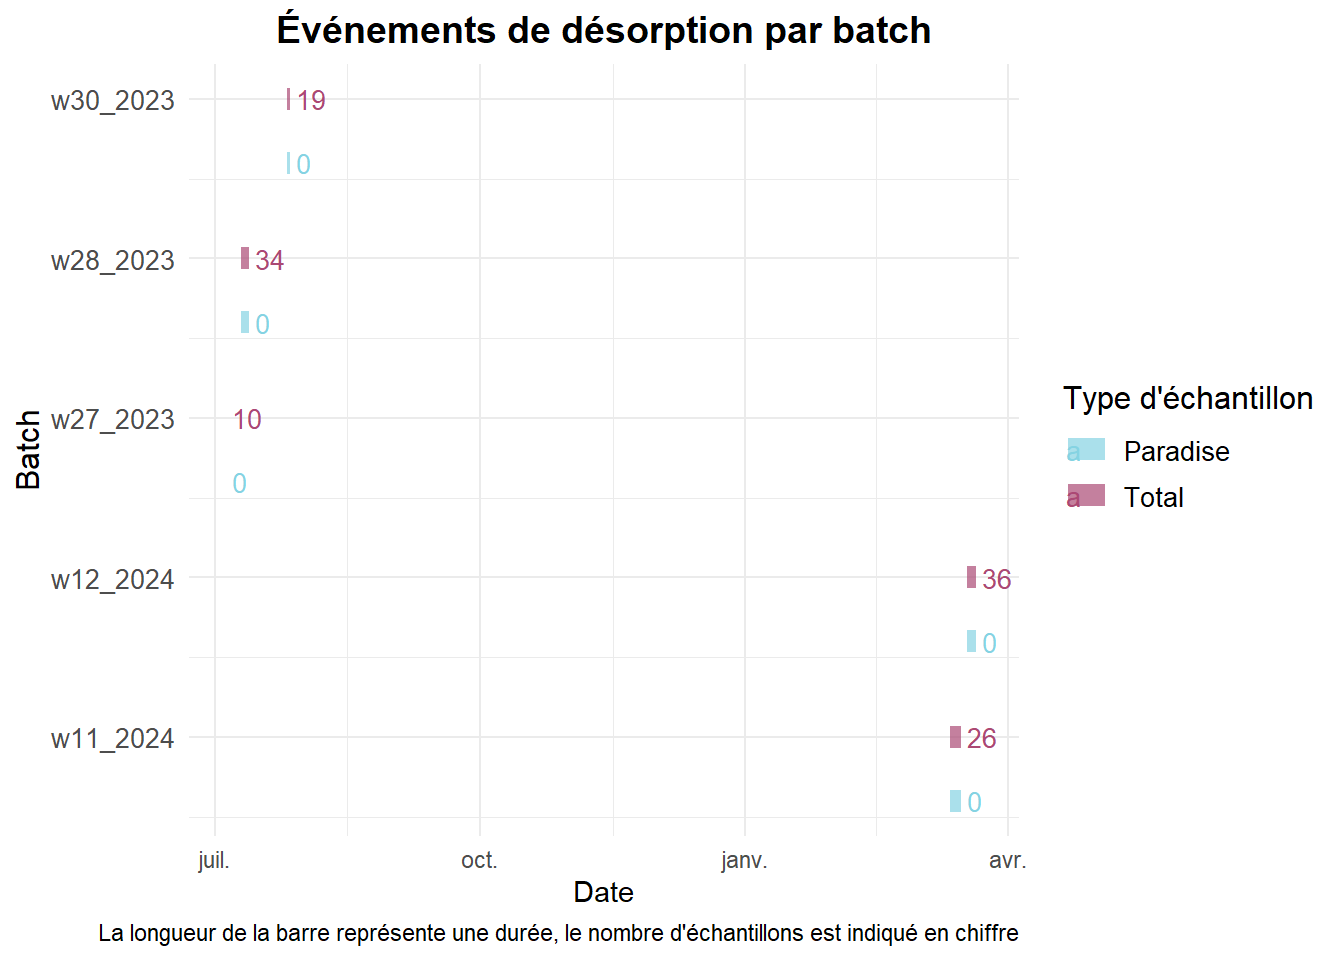 Événements de désorption par batch
w30_2023
19
0
w28_2023
34
0
w27_2023
10
0
w12_2024
36
0
w11_2024
26
0
Batch
juil. oct. janv. avr.
Date
La longueur de la barre représente une durée, le nombre d'échantillons est indiqué en chiffre
Type d'échantillon
a Paradise
a Total